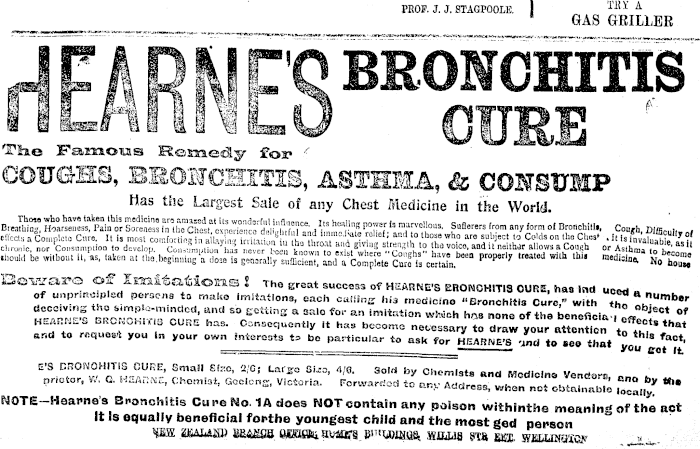 PROF. J. J. STAGPOOLE.
TRY A
GAS GRILLER
HEARNE'S BRONCHITIS
CURE
The Famous Remedy for
COUGHS, BRONCHITIS, ASTHMA, & CONSUMP
Has the Largest Sale of any Chest Medicine in the World.
Those who have taken this medicine are amazed at its wonderful influence. Its healing power is marvellous. Sufferers from any form of Bronchitis, Cough, Difficulty of
Breathing, Hoarseness, Pain or Soreness in the Chest, experience delightful and immediate relief; and to those who are subject to Colds on the Ches' , it is invaluable, as it
effects a Complete Cure. It is most comforting in allaying irritation in the throat and giving strength to the voice, and it neither allows a Cough or Asthma to become
chronic, nor Consumption to develop. Consumption has never been known to exist where "Coughs" have been properly treated with this medicine. No house
should be without it, as, taken at the beginning a dose is generally sufficient, and a Complete Cure is certain.
Beware of Imitations! The great success of HEARNE'S BRONCHITIS CURE, has ind uced a number
of unprincipled persons to make imitations, each calling his medicine "Bronchitis Cure," with the object of
deceiving the simple-minded, and so getting a sale for an imitation which has none of the beneficial effects that
HEARNE'S BRONCHITIS CURE has. Consequently it has become necessary to draw your attention to this fact,
and to request you in your own interests to be particular to ask for HEARNE'S and to see that you get it.
E'S BRONCHITIS CURE, Small Size, 2/6; Large Size, 4/6. Sold by Chemists and Medicine Vendors, and by the
prietor, W. G. HEARNE, Chemist, Geelong, Victoria. Forwarded to any Address, when not obtainable locally.
NOTE—Hearne's Bronchitis Cure No. 1A does NOT contain any poison withinthe meaning of the act
It is equally beneficial forthe youngest child and the most ged person
NEW ZEALAND BRANCH OFFICE, HUME'S BUILDINGS, WILLIS STR EET, WELLINGTON